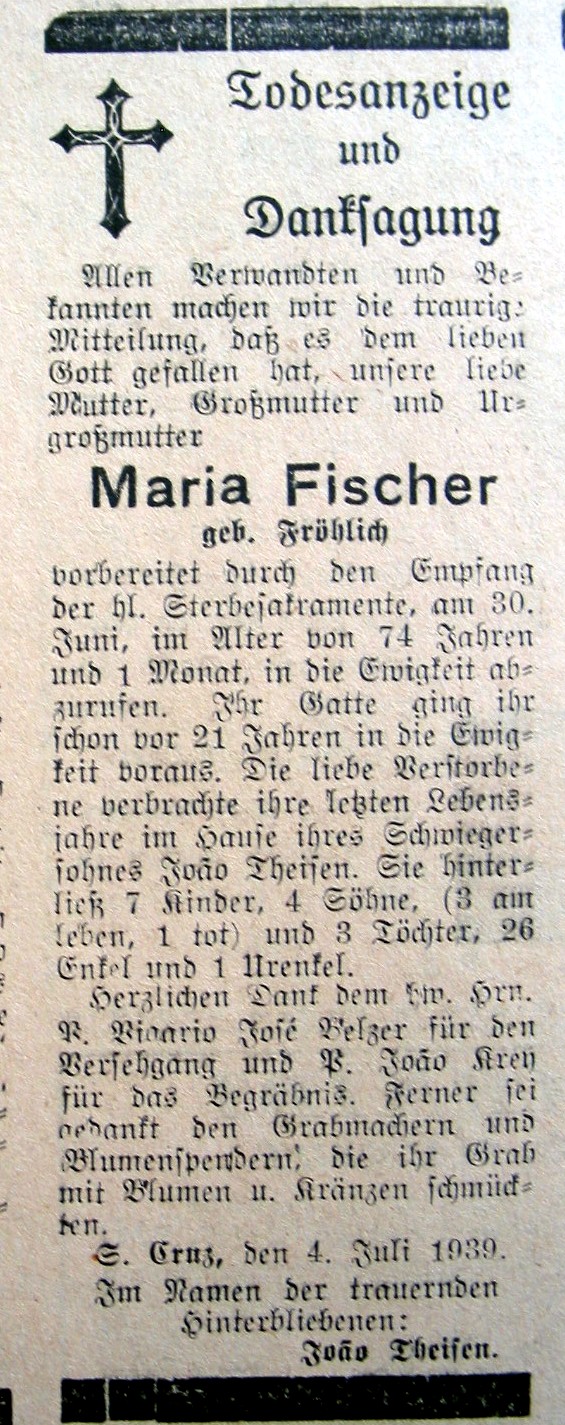 Todesanzeige
und
Danksagung
Allen Verwandten und Be-
kannten machen wir die traurige
Mitteilung, daß es dem lieben
Gott gefallen hat, unsere liebe
Mutter, Großmutter und Ur-
großmutter
Maria Fischer
geb. Fröhlich
vorbereitet durch den Empfang
der hl. Sterbesakramente, am 30.
Juni, im Alter von 74 Jahren
und 1 Monat, in die Ewigkeit ab-
zurufen. Ihr Gatte ging ihr
schon vor 21 Jahren in die Ewig-
keit voraus. Die liebe Verstorbe-
ne verbrachte ihre letzten Lebens-
jahre im Hause ihres Schwieger-
sohnes João Theisen. Sie hinter-
ließ 7 Kinder, 4 Söhne, (3 am
leben, 1 tot) und 3 Töchter, 26
Enkel und 1 Urenkel.
Herzlichen Dank dem hw. Hrn.
P. Vigario José Belzer für den
Versehgang und P. João Krey
für das Begräbnis. Ferner sei
gedankt den Grabmachern und
Blumenspendern, die ihr Grab
mit Blumen u. Kränzen schmück-
ten.
S. Cruz, den 4. Juli 1939.
Im Namen der trauernden
Hinterbliebenen:
João Theisen.